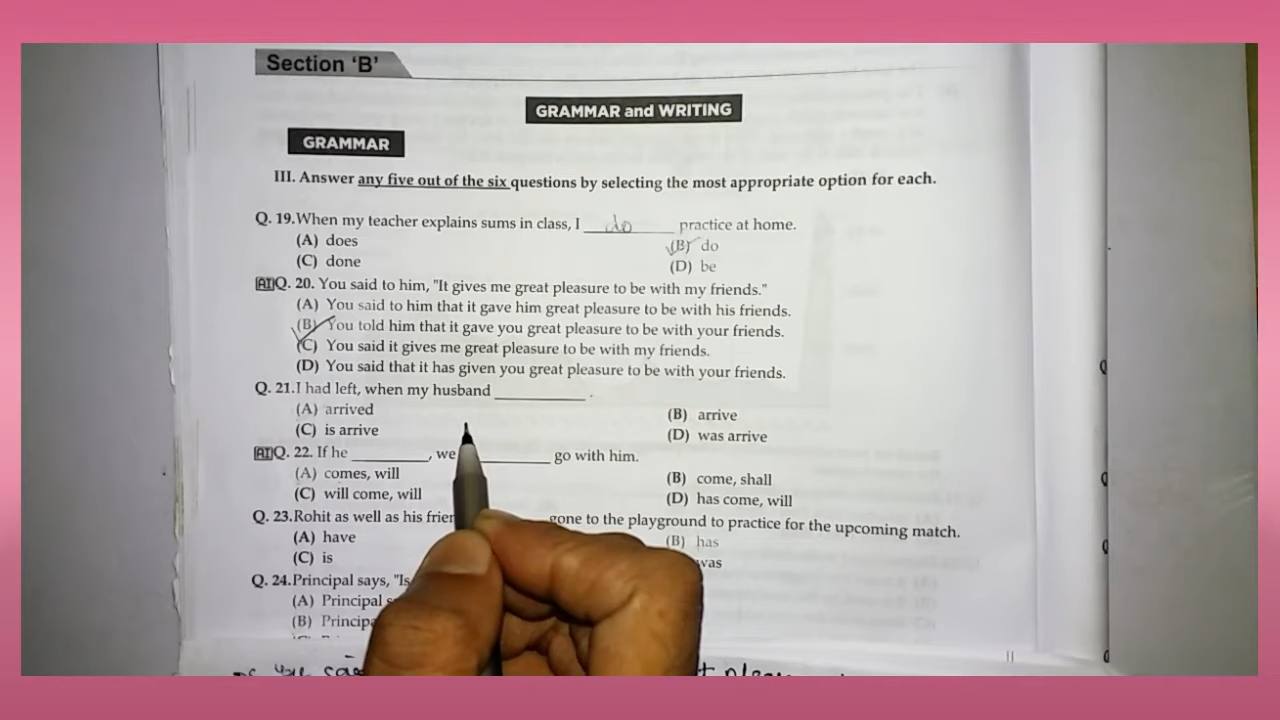 Section 'B'
GRAMMAR and WRITING
GRAMMAR
III. Answer any five out of the six questions by selecting the most appropriate option for each.
Q. 19.When my teacher explains sums in class, I do practice at home.
(A) does (B) do
(C) done (D) be
AI Q. 20. You said to him, "It gives me great pleasure to be with my friends."
(A) You said to him that it gave him great pleasure to be with his friends.
(B) You told him that it gave you great pleasure to be with your friends.
(C) You said it gives me great pleasure to be with my friends.
(D) You said that it has given you great pleasure to be with your friends.
Q. 21.I had left, when my husband __________ .
(A) arrived (B) arrive
(C) is arrive (D) was arrive
AI Q. 22. If he ________, we ________ go with him.
(A) comes, will (B) come, shall
(C) will come, will (D) has come, will
Q. 23.Rohit as well as his gone to the playground to practice for the upcoming match.
(A) have (B) has
(C) is was
Q. 24.Principal says, "Is
(A) Principal
(B)
you